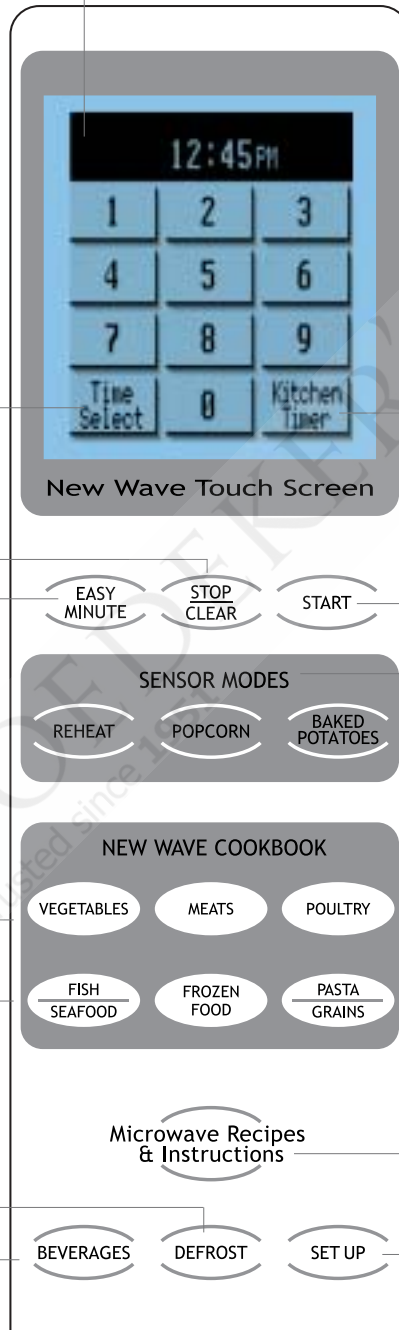 12:45PM
1 2 3
4 5 6
7 8 9
Time Select 0 Kitchen Timer
New Wave Touch Screen
EASY MINUTE
STOP
CLEAR
START
SENSOR MODES
REHEAT POPCORN BAKED POTATOES
NEW WAVE COOKBOOK
VEGETABLES MEATS POULTRY
FISH
SEAFOOD
FROZEN
FOOD
PASTA
GRAINS
Microwave Recipes
& Instructions
BEVERAGES DEFROST SET UP
since 1951